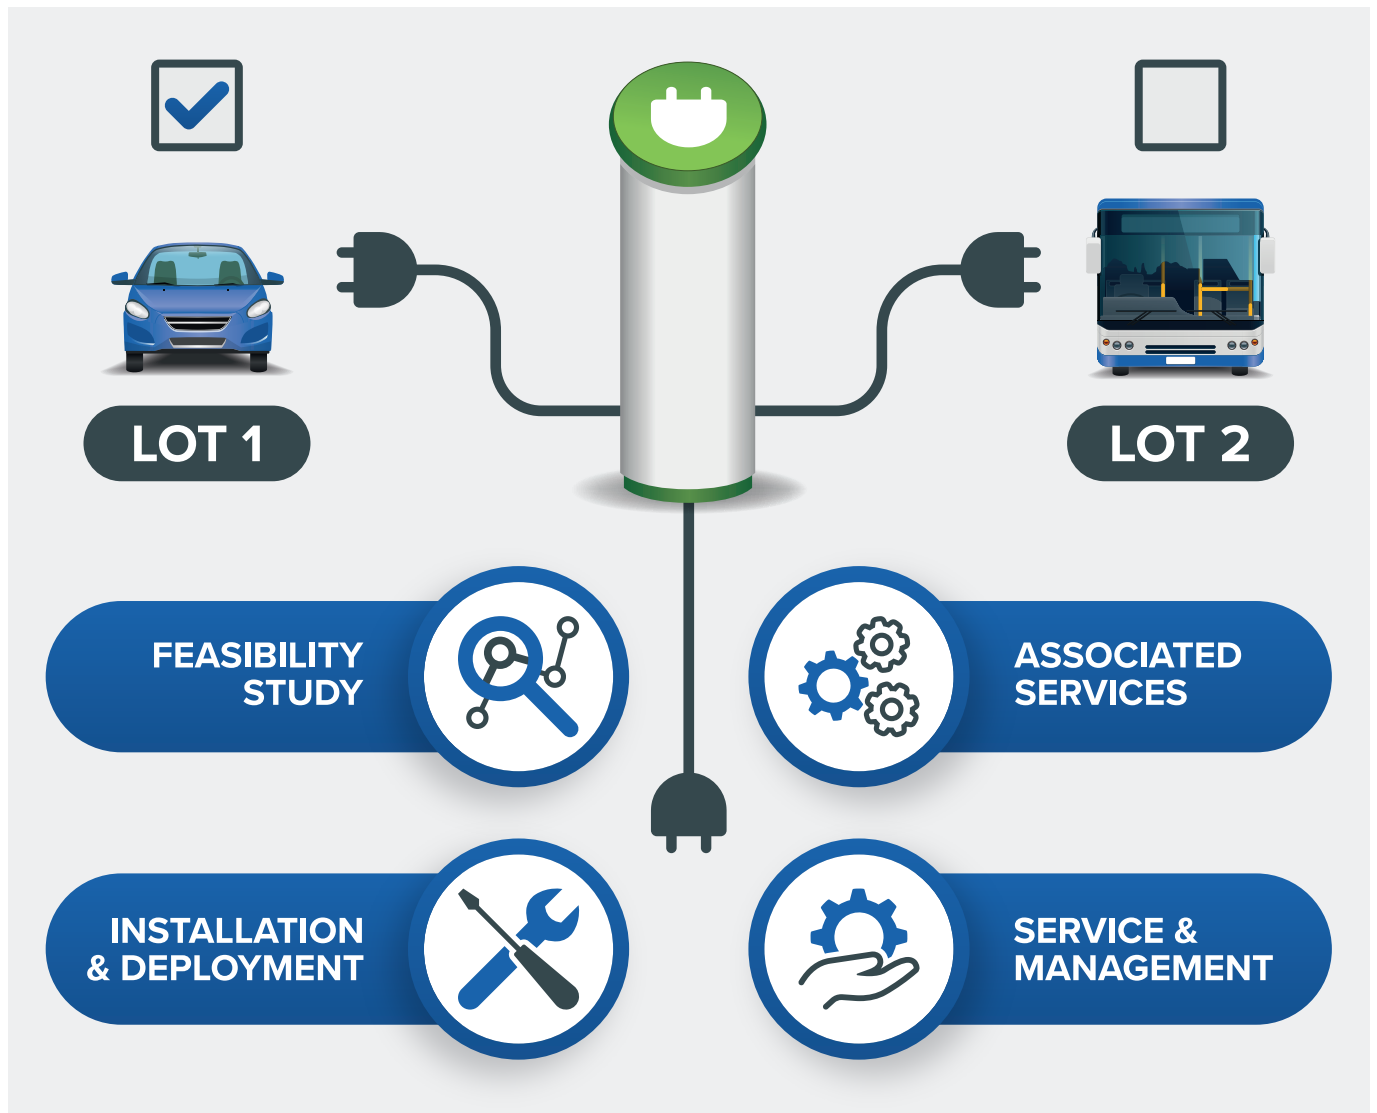 LOT 1
LOT 2
FEASIBILITY
STUDY
ASSOCIATED
SERVICES
INSTALLATION
& DEPLOYMENT
SERVICE &
MANAGEMENT